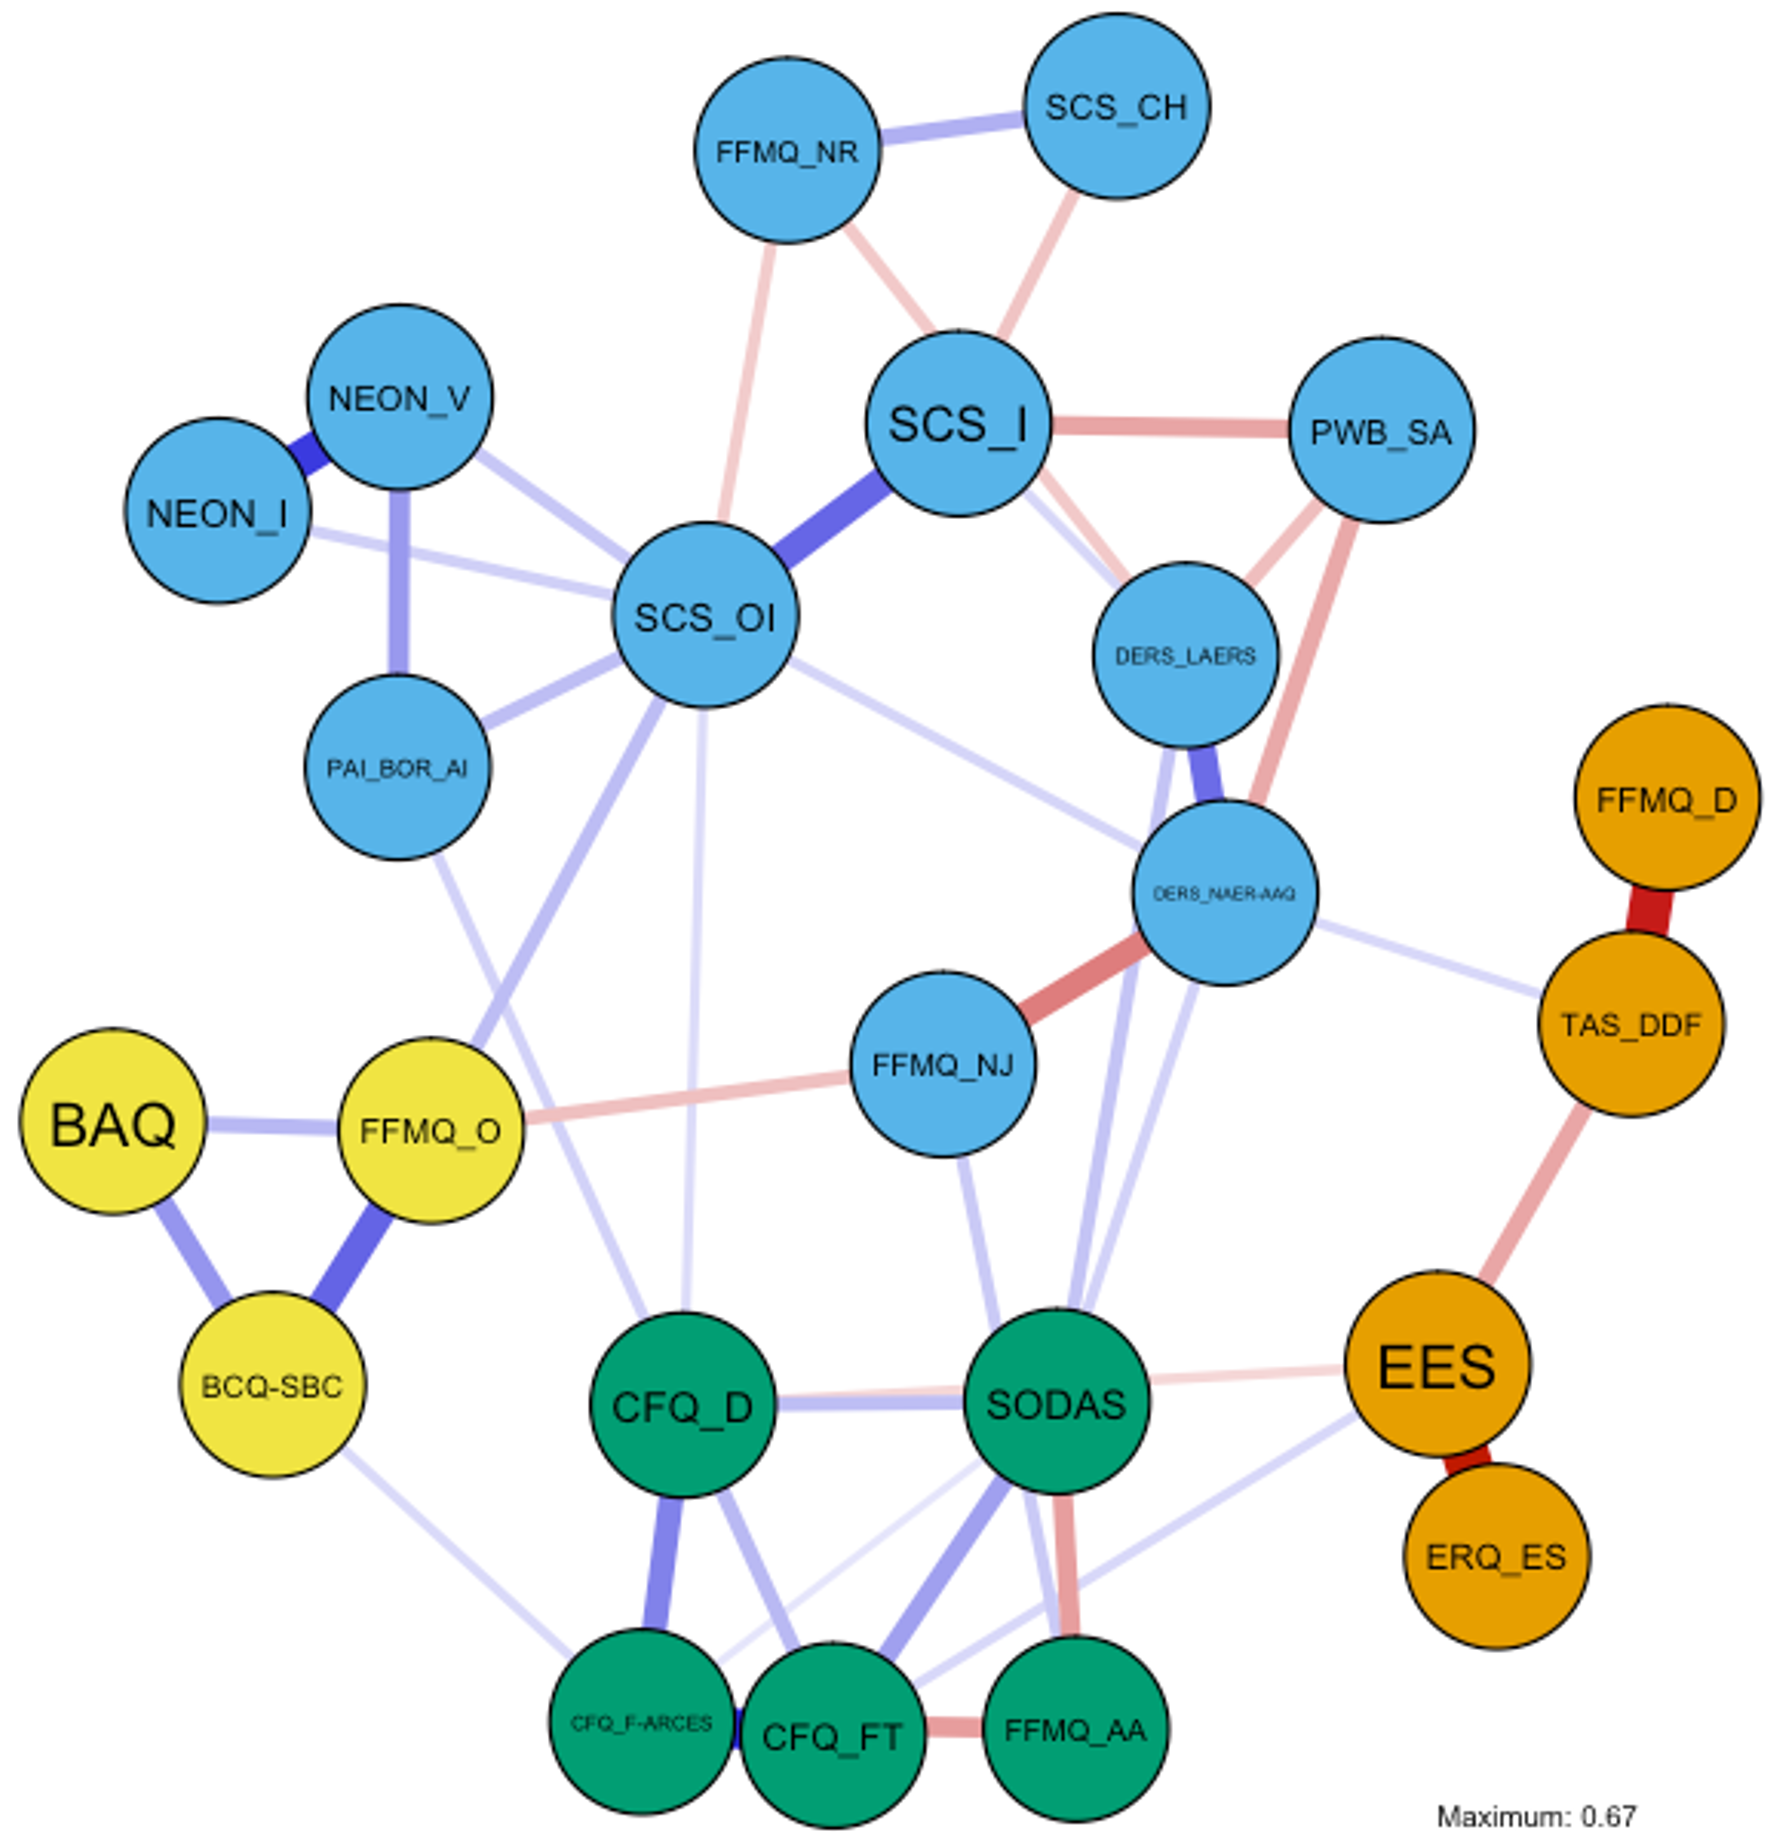 SCS_CH
FFMQ_NR
NEON_V
SCS_I
PWB_SA
NEON_I
SCS_OI
DERS_LAERS
PAI_BOR_AI
FFMQ_D
DERS_NAER-AAQ
TAS_DDF
FFMQ_NJ
BAQ
FFMQ_O
BCQ-SBC
CFQ_D
SODAS
EES
ERQ_ES
CFQ_F-ARCES
CFQ_FT
FFMQ_AA
Maximum: 0.67